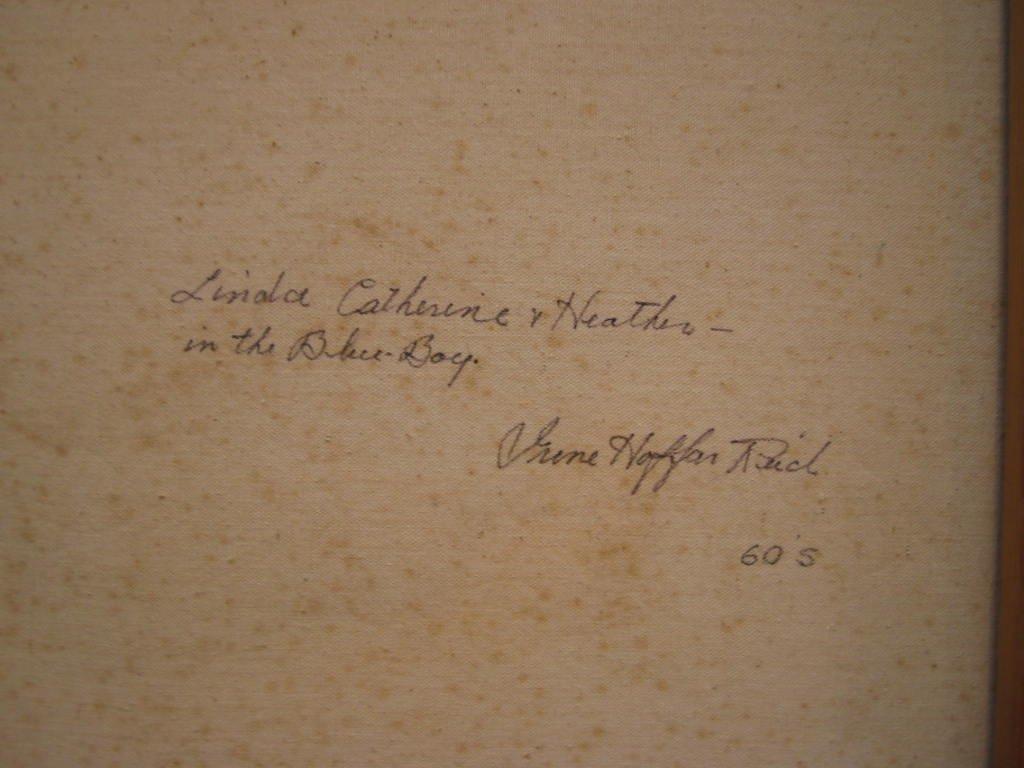 Linda Catherine & Heather –
in the Blue-Boy.
Irene Hoffar Reid
60's